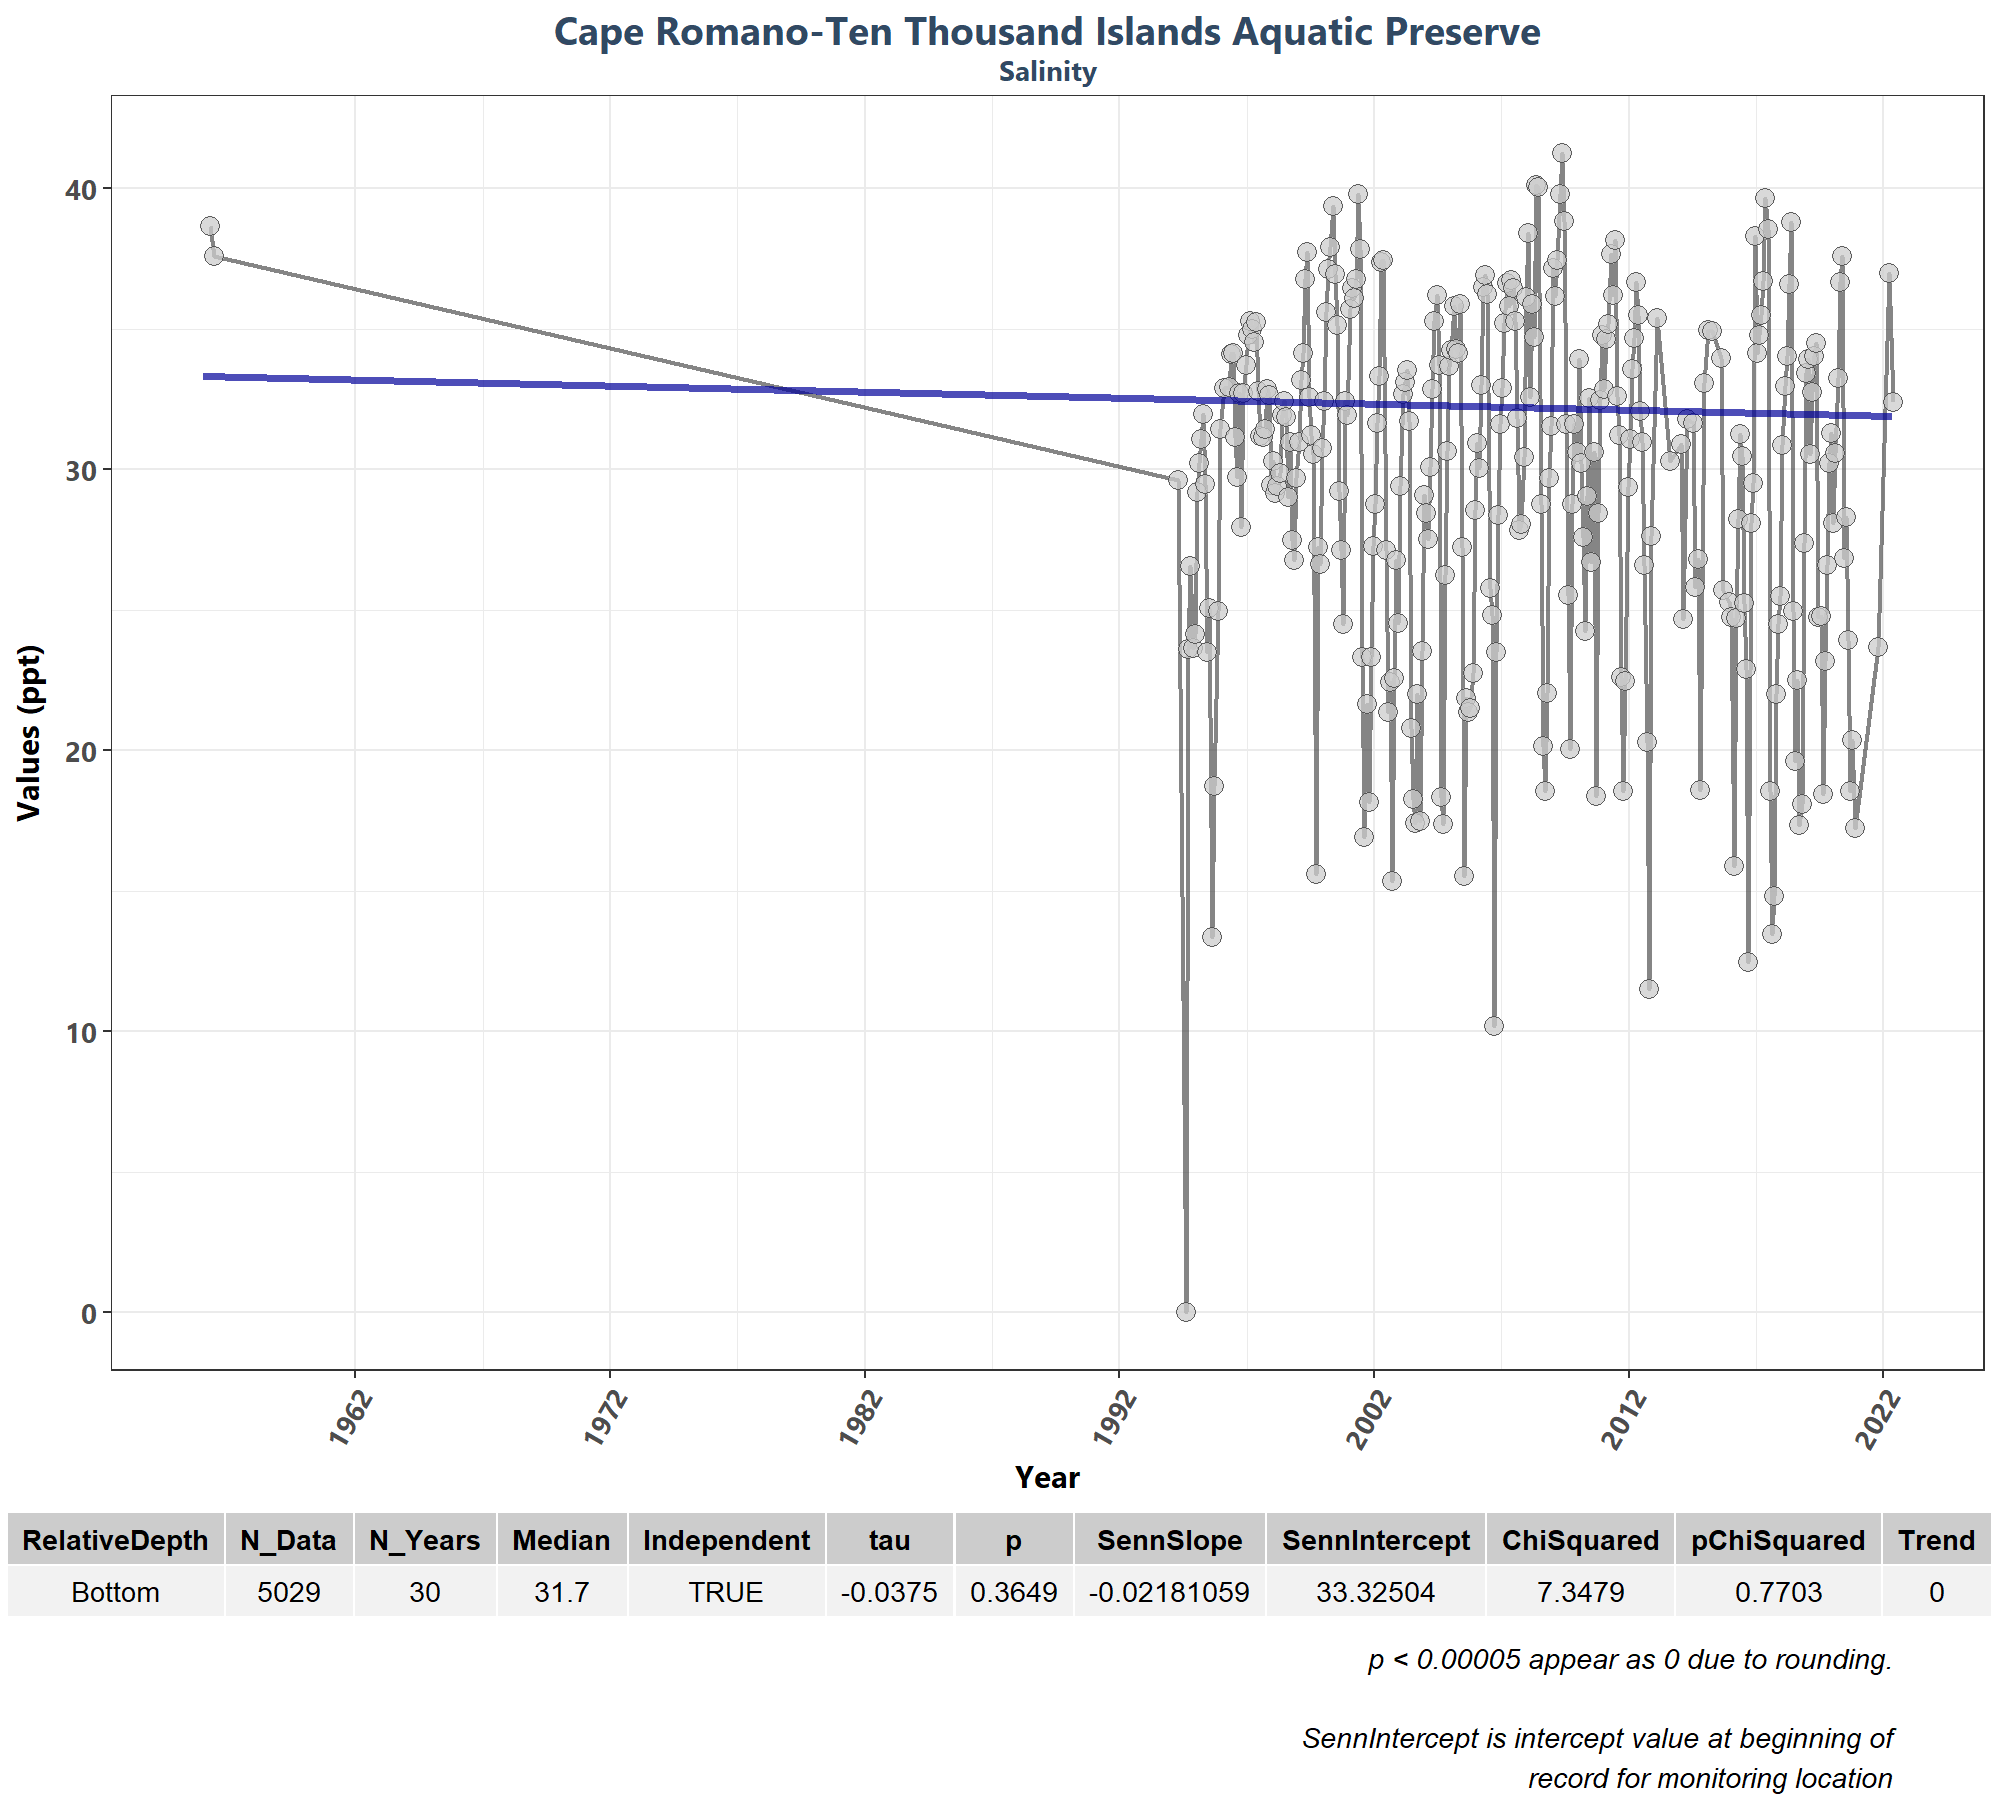 Cape Romano-Ten Thousand Islands Aquatic Preserve
Salinity
Values (ppt)
40
30
20
10
0
1962 1972 1982 1992 2002 2012 2022
Year
RelativeDepth N_Data N_Years Median Independent tau p SennSlope SennIntercept ChiSquared pChiSquared Trend
Bottom 5029 30 31.7 TRUE -0.0375 0.3649 -0.02181059 33.32504 7.3479 0.7703 0
p < 0.00005 appear as 0 due to rounding.
SennIntercept is intercept value at beginning of
record for monitoring location